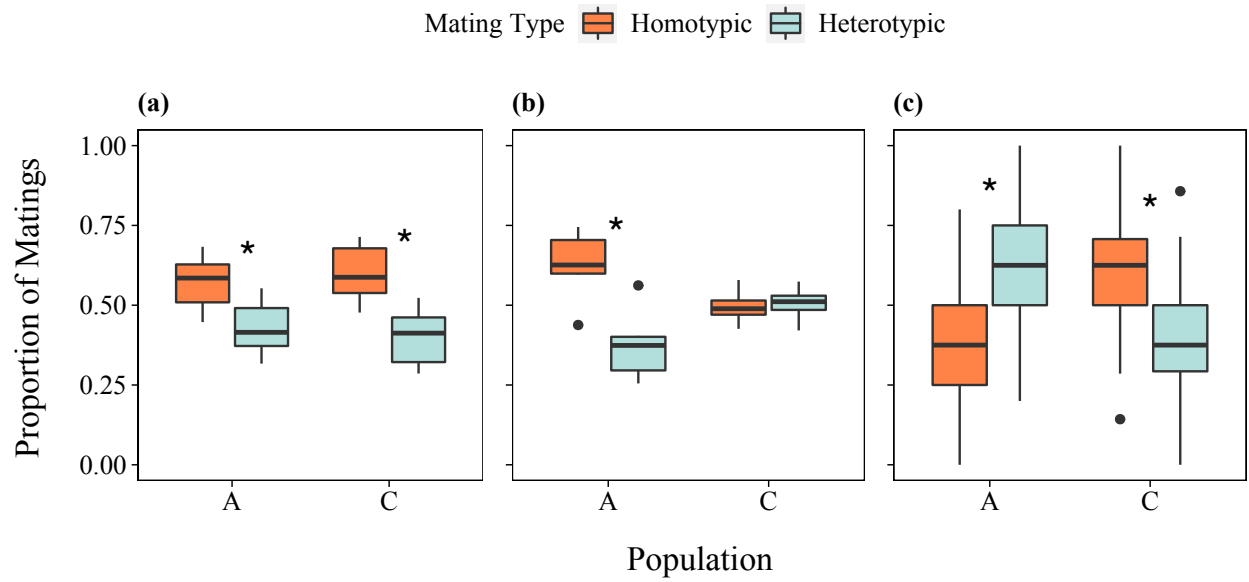 Mating Type Homotypic Heterotypic
(a) (b) (c)
Proportion of Matings
1.00
0.75
0.50
0.25
0.00
* * * * *
A C A C A C
Population